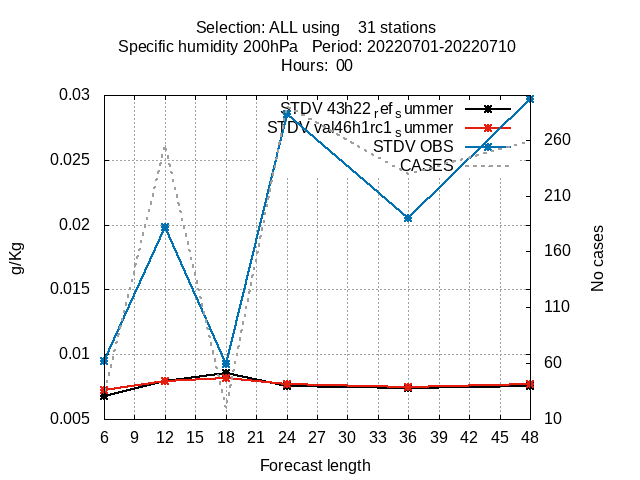 Selection: ALL using    31 stations
Specific humidity 200hPa   Period: 20220701-20220710
Hours:  00
STDV 43h22refsummer
STDV val46h1rc1summer
STDV OBS
CASES
0.03
0.025
0.02
0.015
0.01
0.005
g/Kg
260
210
160
110
60
10
No cases
6 9 12 15 18 21 24 27 30 33 36 39 42 45 48
Forecast length